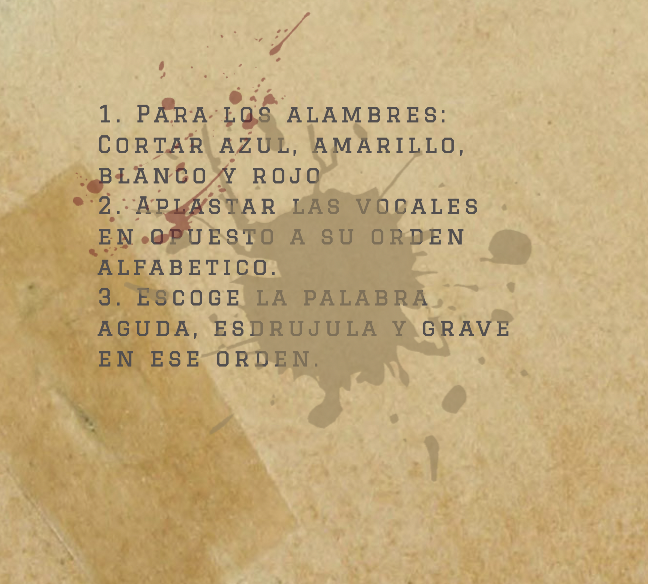 1. Para los alambres:
Cortar azul, amarillo,
blanco y rojo
2. Aplastar las vocales
en opuesto a su orden
alfabetico.
3. Escoge la palabra
aguda, esdrujula y grave
en ese orden.